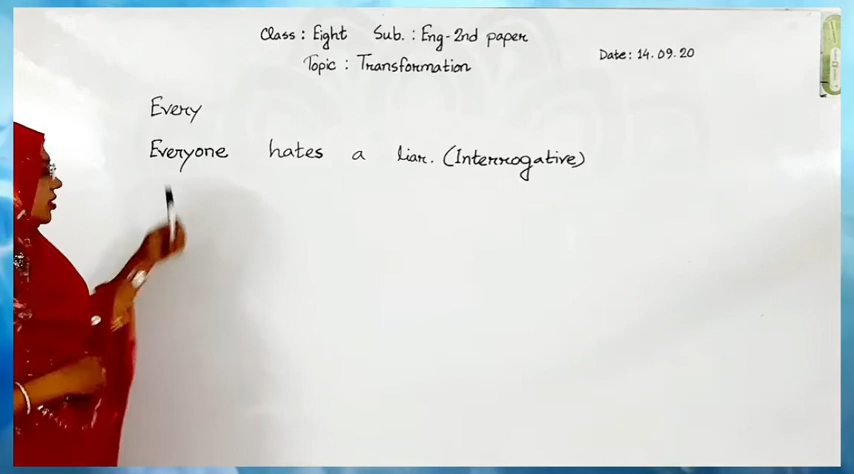 Class : Eight Sub. : Eng-2nd paper
Topic : Transformation
Date: 14.09.20
Every
Everyone hates a liar. (Interrogative)